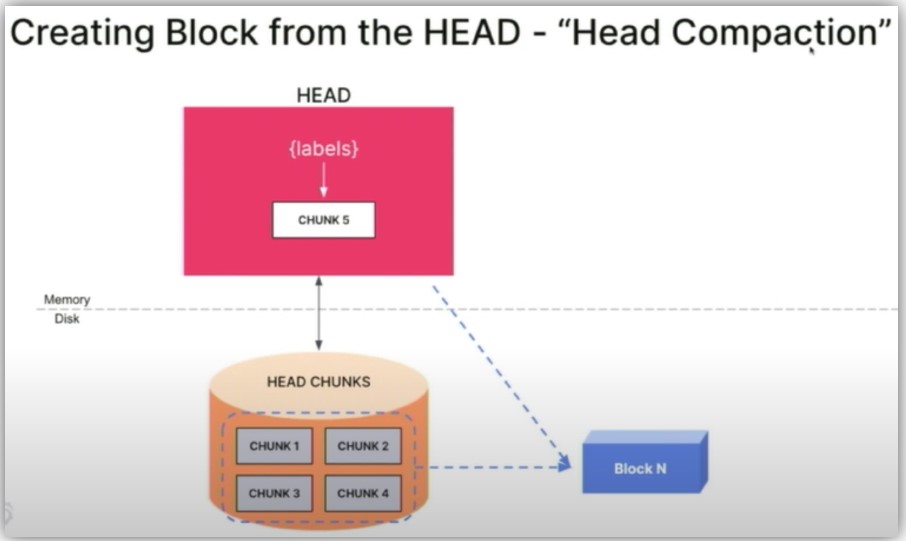 Creating Block from the HEAD - “Head Compaction”
HEAD
{labels}
CHUNK 5
Memory
Disk
HEAD CHUNKS
CHUNK 1
CHUNK 2
CHUNK 3
CHUNK 4
Block N